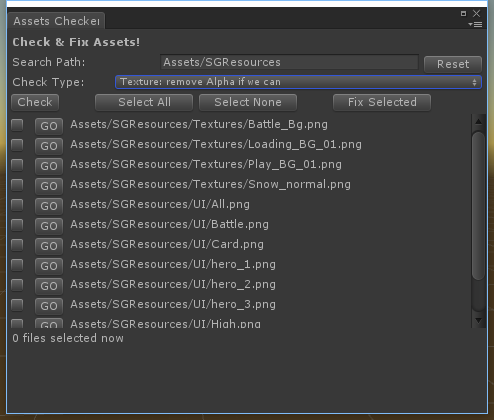 Assets Checker
Check & Fix Assets!
Search Path: Assets/SGResources Reset
Check Type: Texture: remove Alpha if we can
Check Select All Select None Fix Selected
GO Assets/SGResources/Textures/Battle_Bg.png
GO Assets/SGResources/Textures/Loading_BG_01.png
GO Assets/SGResources/Textures/Play_BG_01.png
GO Assets/SGResources/Textures/Snow_normal.png
GO Assets/SGResources/UI/All.png
GO Assets/SGResources/UI/Battle.png
GO Assets/SGResources/UI/Card.png
GO Assets/SGResources/UI/hero_1.png
GO Assets/SGResources/UI/hero_2.png
GO Assets/SGResources/UI/hero_3.png
GO Assets/SGResources/UI/High.png
0 files selected now